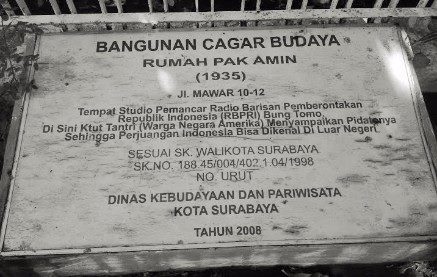 BANGUNAN CAGAR BUDAYA
RUMAH PAK AMIN
(1935)
Jl. MAWAR 10-12
Tempat Studio Pemancar Radio Barisan Pemberontakan
Republik Indonesia (RBPRI) Bung Tomo,
Di Sini Ktut Tantri (Warga Negara Amerika) Menyampaikan Pidatonya
Sehingga Perjuangan Indonesia Bisa Dikenal Di Luar Negeri.
SESUAI SK. WALIKOTA SURABAYA
SK.NO. 188.45/004/402.1.04/1998
NO. URUT
DINAS KEBUDAYAAN DAN PARIWISATA
KOTA SURABAYA
TAHUN 2008